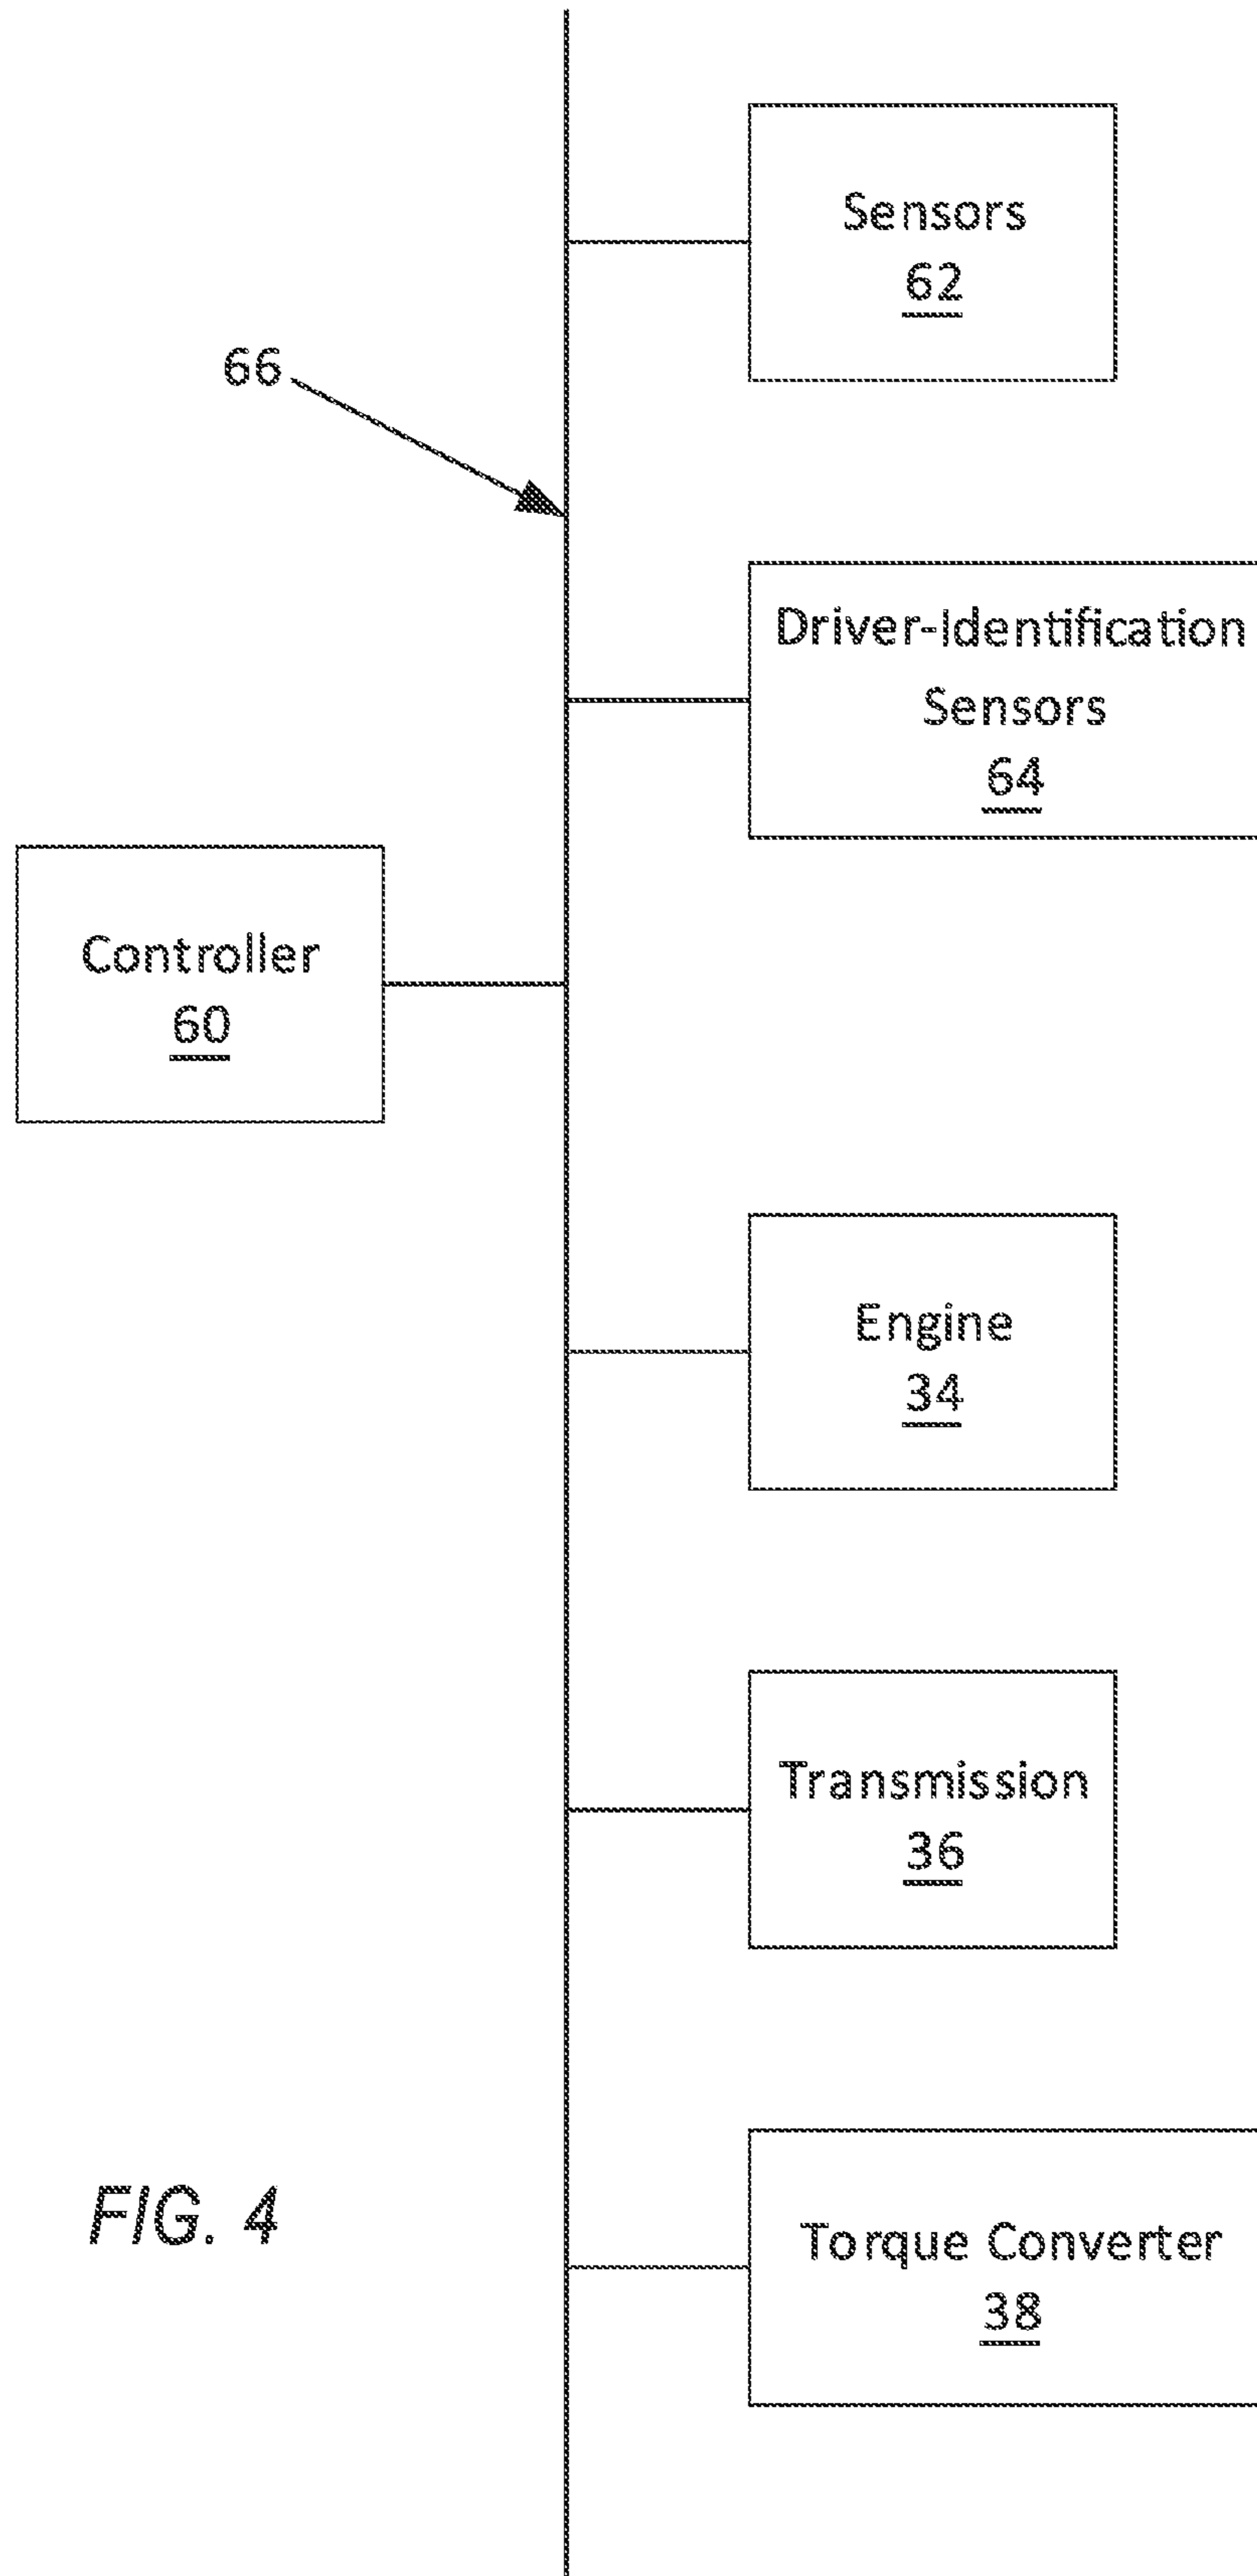 Sensors
62
66
Driver-Identification
Sensors
64
Controller
60
Engine
34
Transmission
36
FIG. 4
Torque Converter
38